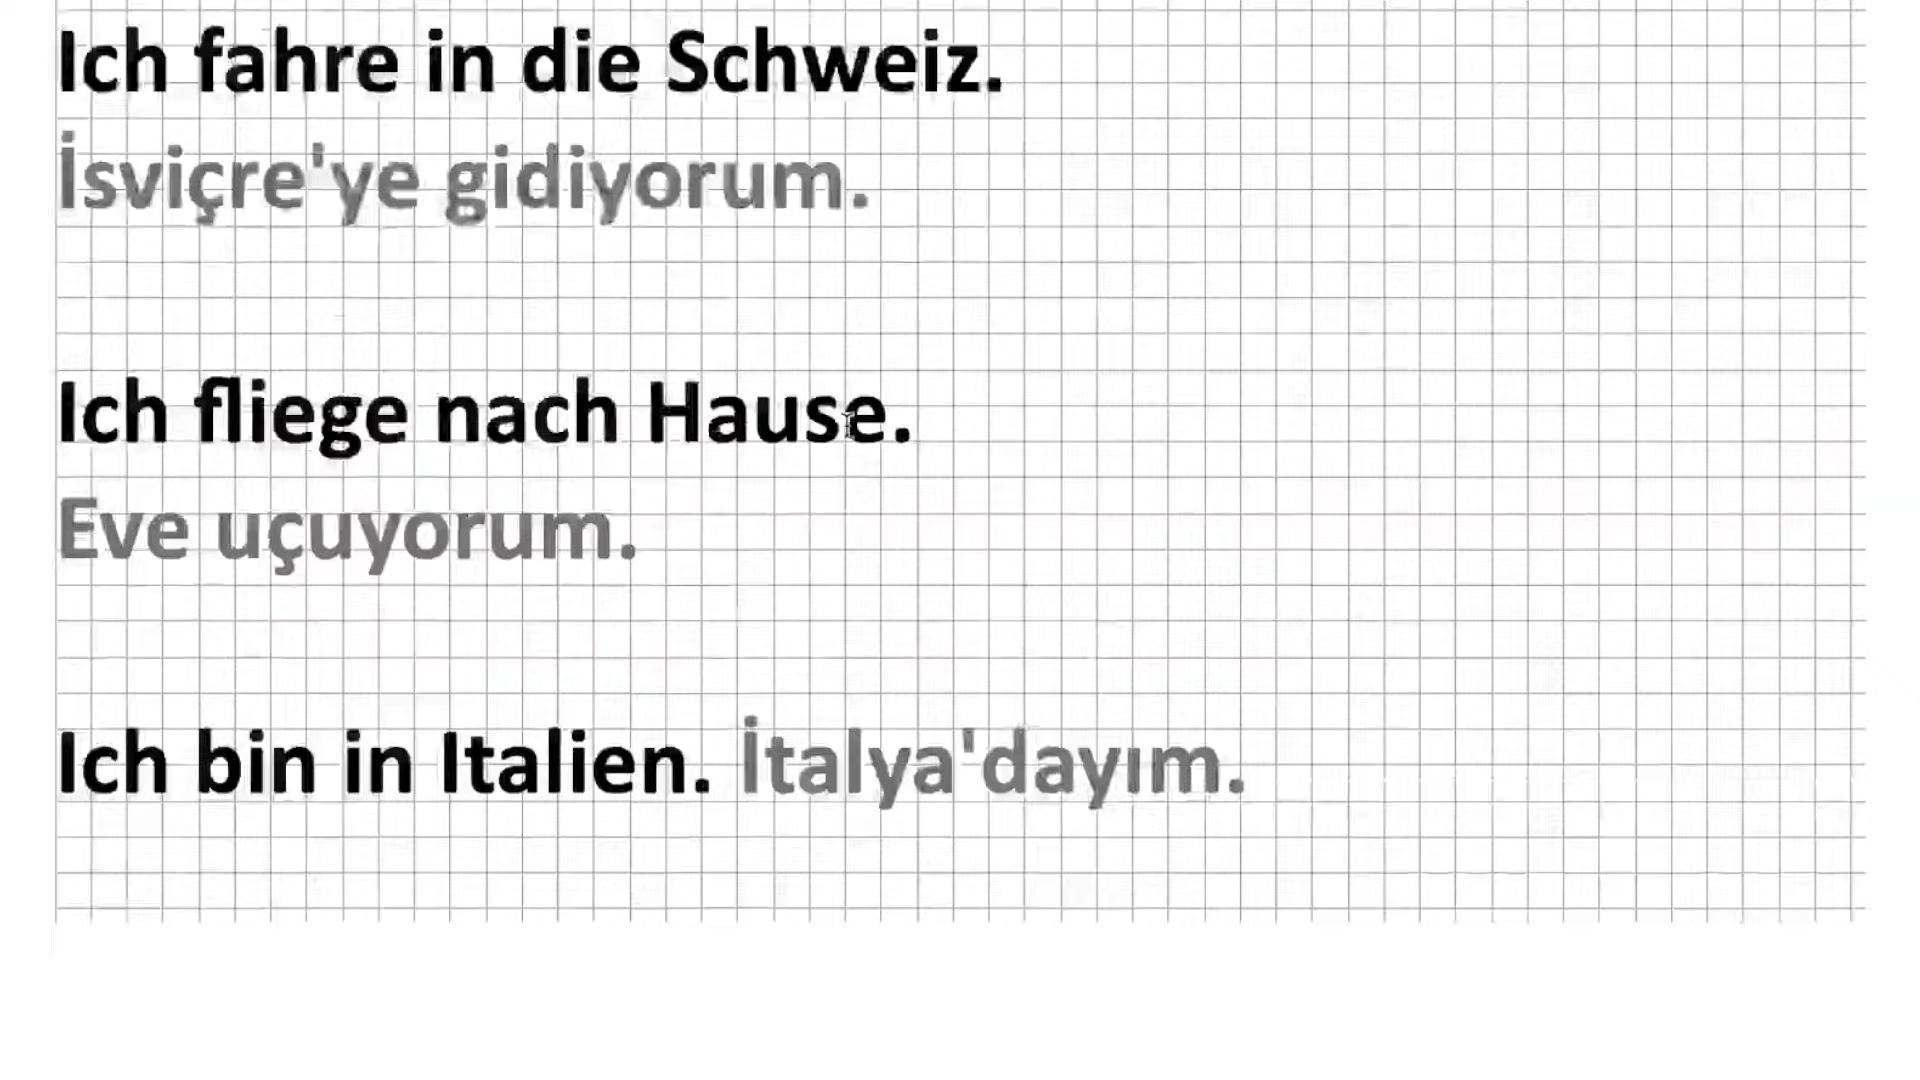 Ich fahre in die Schweiz.
İsviçre'ye gidiyorum.
Ich fliege nach Hause.
Eve uçuyorum.
Ich bin in Italien. İtalya'dayım.